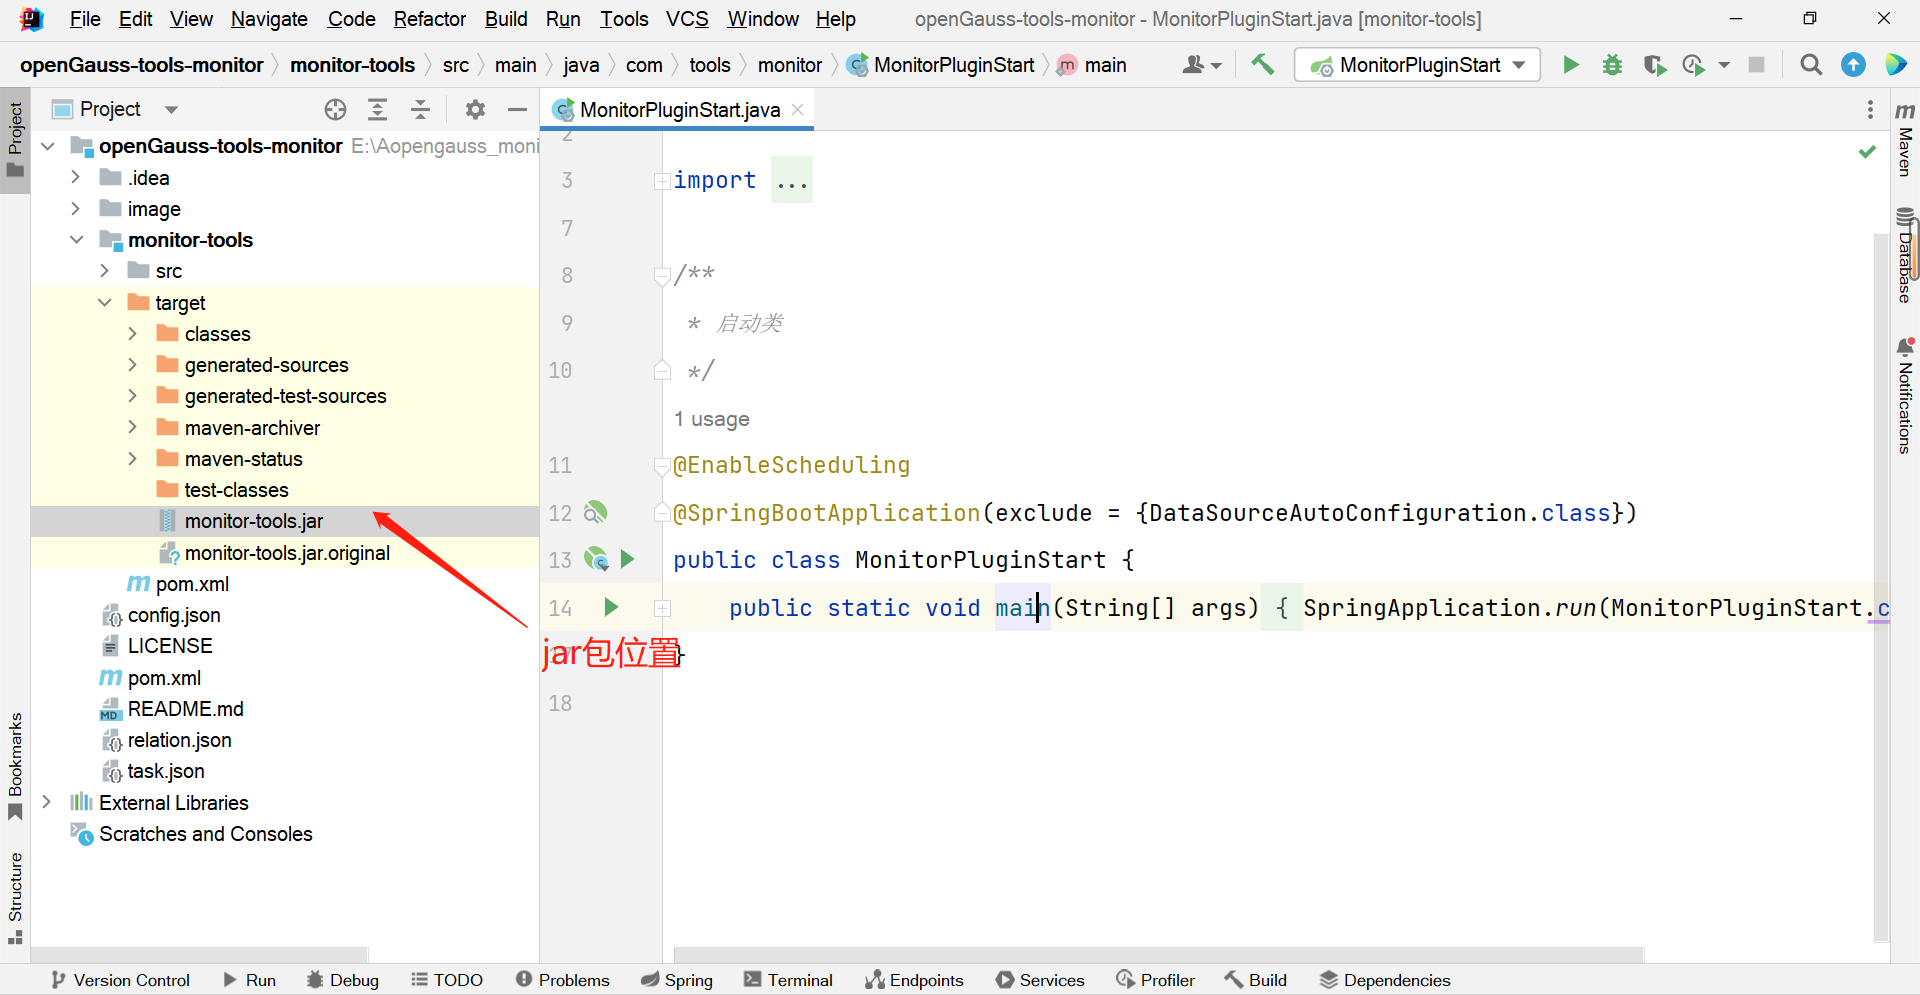 File Edit View Navigate Code Refactor Build Run Tools VCS Window Help openGauss-tools-monitor - MonitorPluginStart.java [monitor-tools]
openGauss-tools-monitor monitor-tools src main java com tools monitor MonitorPluginStart main MonitorPluginStart
Project
Project
MonitorPluginStart.java
Maven
Database
Notifications
openGauss-tools-monitor E:\Aopengauss_moni
.idea
image
monitor-tools
src
target
classes
generated-sources
generated-test-sources
maven-archiver
maven-status
test-classes
monitor-tools.jar
monitor-tools.jar.original
pom.xml
config.json
LICENSE
pom.xml
README.md
relation.json
task.json
External Libraries
Scratches and Consoles
Bookmarks
Structure
2
3 import ...
7
8 /**
9 * 启动类
10 */
1 usage
11 @EnableScheduling
12 @SpringBootApplication(exclude = {DataSourceAutoConfiguration.class})
13 public class MonitorPluginStart {
14 public static void main(String[] args) { SpringApplication.run(MonitorPluginStart.c
}
jar包位置
18
Version Control Run Debug TODO Problems Spring Terminal Endpoints Services Profiler Build Dependencies